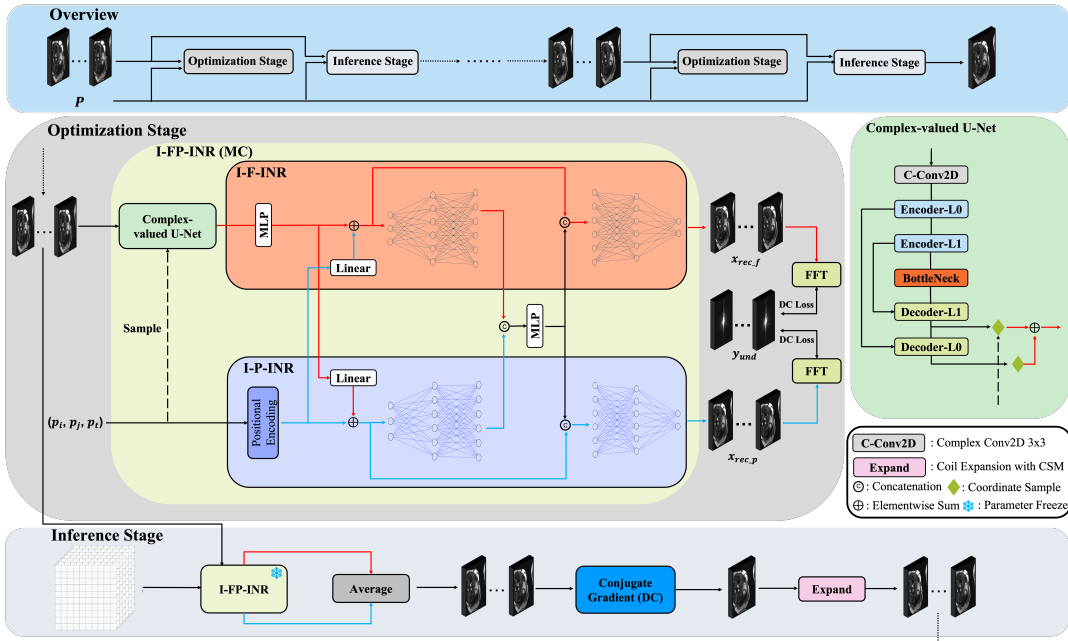 Overview
Optimization Stage
Inference Stage
Optimization Stage
Inference Stage
P
Optimization Stage
I-FP-INR (MC)
I-F-INR
Complex-
valued U-Net
MLP
Linear
x_rec_f
FFT
DC Loss
Sample
C
MLP
y_und
DC Loss
I-P-INR
Linear
FFT
(p_i, p_j, p_t)
Positional
Encoding
C
C
x_rec_p
Complex-valued U-Net
C-Conv2D
Encoder-L0
Encoder-L1
BottleNeck
Decoder-L1
Decoder-L0
C-Conv2D : Complex Conv2D 3x3
Expand : Coil Expansion with CSM
C : Concatenation : Coordinate Sample
: Elementwise Sum : Parameter Freeze
Inference Stage
I-FP-INR
Average
Conjugate
Gradient (DC)
Expand